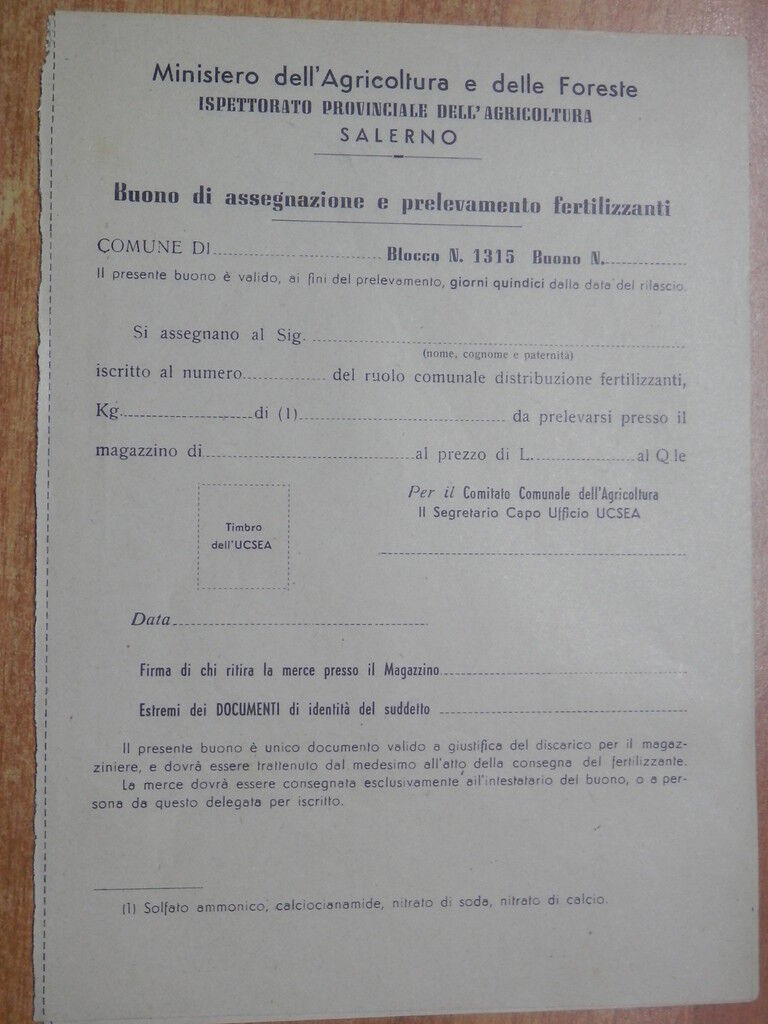 Ministero dell'Agricoltura e delle Foreste
ISPETTORATO PROVINCIALE DELL'AGRICOLTURA
SALERNO
Buono di assegnazione e prelevamento fertilizzanti
COMUNE DI.............................. Blocco N. 1315 Buono N...............
Il presente buono è valido, ai fini del prelevamento, giorni quindici dalla data del rilascio.
Si assegnano al Sig. ..............................
(nome, cognome e paternità)
iscritto al numero............... del ruolo comunale distribuzione fertilizzanti,
Kg.........................di (1).............................. da prelevarsi presso il
magazzino di..............................al prezzo di L....................al Q.le
Per il Comitato Comunale dell'Agricoltura
Il Segretario Capo Ufficio UCSEA
Timbro
dell'UCSEA
Data..............................
Firma di chi ritira la merce presso il Magazzino..............................
Estremi dei DOCUMENTI di identità del suddetto ..............................
Il presente buono è unico documento valido a giustifica del discarico per il magaz-
ziniere, e dovrà essere trattenuto dal medesimo all'atto della consegna del fertilizzante.
La merce dovrà essere consegnata esclusivamente all'intestatario del buono, o a per-
sona da questo delegata per iscritto.
(1) Solfato ammonico, calciocianamide, nitrato di soda, nitrato di calcio.